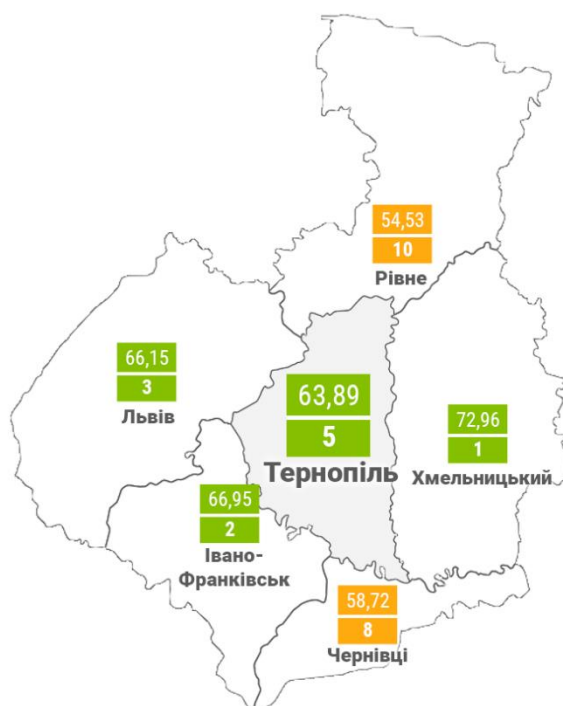 54,53
10
Рівне
66,15
3
Львів
63,89
5
Тернопіль
72,96
1
Хмельницький
66,95
2
Івано-
Франківськ
58,72
8
Чернівці